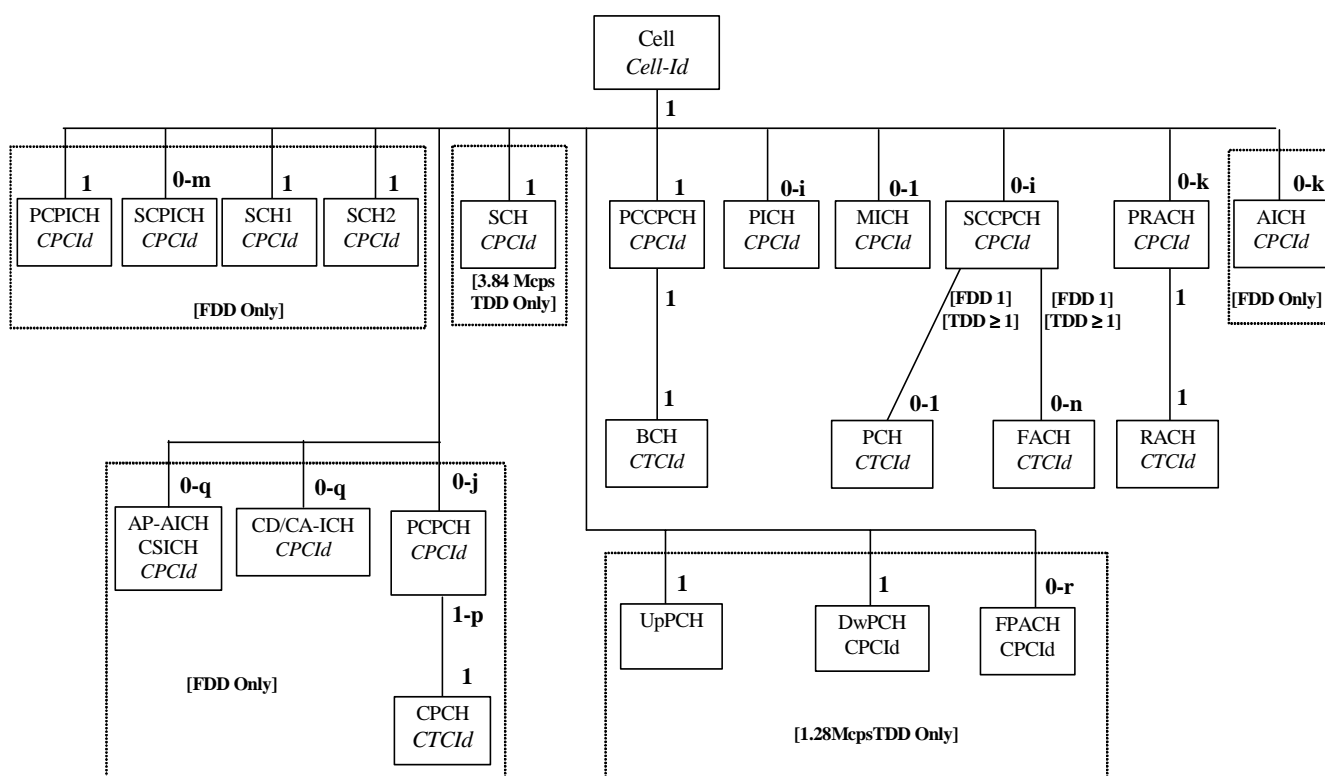 Cell
Cell-Id
1
1
0-m
1
1
1
1
0-i
0-1
0-i
0-k
0-k
PCPICH
CPCId
SCPICH
CPCId
SCH1
CPCId
SCH2
CPCId
SCH
CPCId
PCCPCH
CPCId
PICH
CPCId
MICH
CPCId
SCCPCH
CPCId
PRACH
CPCId
AICH
CPCId
[FDD Only]
[3.84 Mcps
TDD Only]
1
[FDD 1]
[TDD ≥ 1]
[FDD 1]
[TDD ≥ 1]
1
[FDD Only]
1
0-1
0-n
1
BCH
CTCId
PCH
CTCId
FACH
CTCId
RACH
CTCId
0-q
0-q
0-j
AP-AICH
CSICH
CPCId
CD/CA-ICH
CPCId
PCPCH
CPCId
1-p
1
CPCH
CTCId
[FDD Only]
1
1
0-r
UpPCH
DwPCH
CPCId
FPACH
CPCId
[1.28McpsTDD Only]